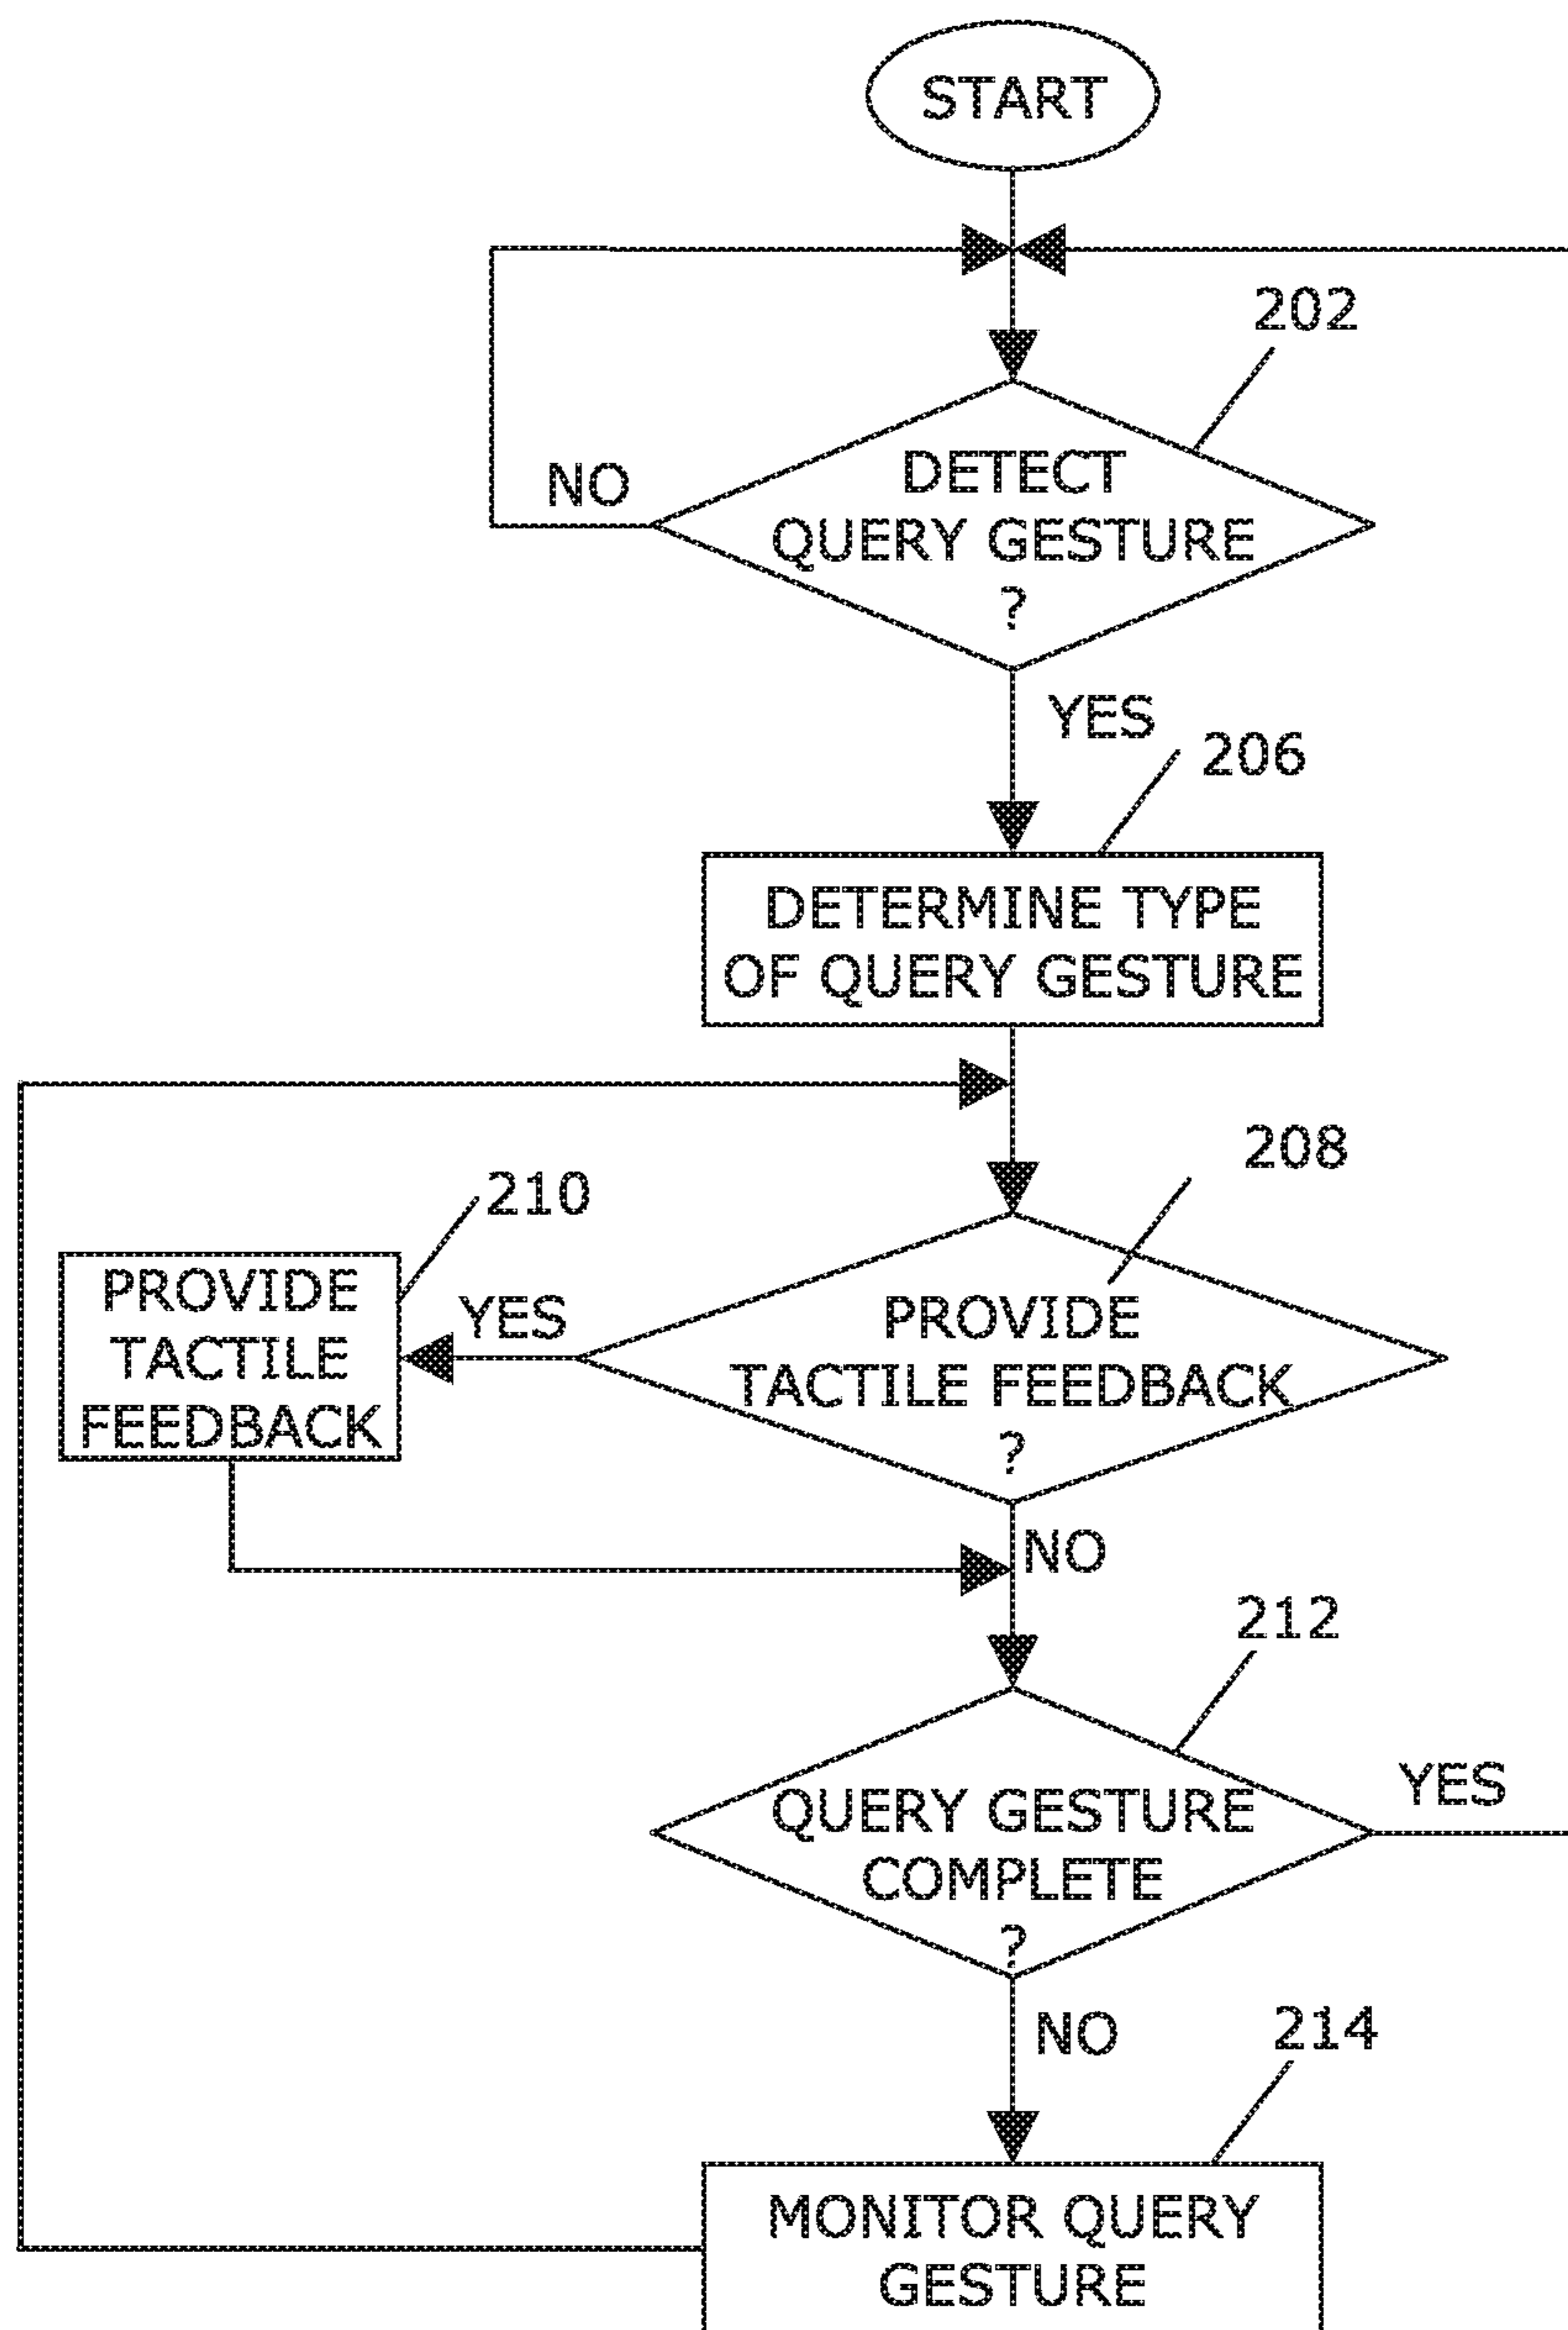 START
202
DETECT
QUERY GESTURE
?
NO
YES
206
DETERMINE TYPE
OF QUERY GESTURE
208
210
PROVIDE
TACTILE
FEEDBACK
YES
PROVIDE
TACTILE FEEDBACK
?
NO
212
QUERY GESTURE
COMPLETE
?
YES
NO
214
MONITOR QUERY
GESTURE